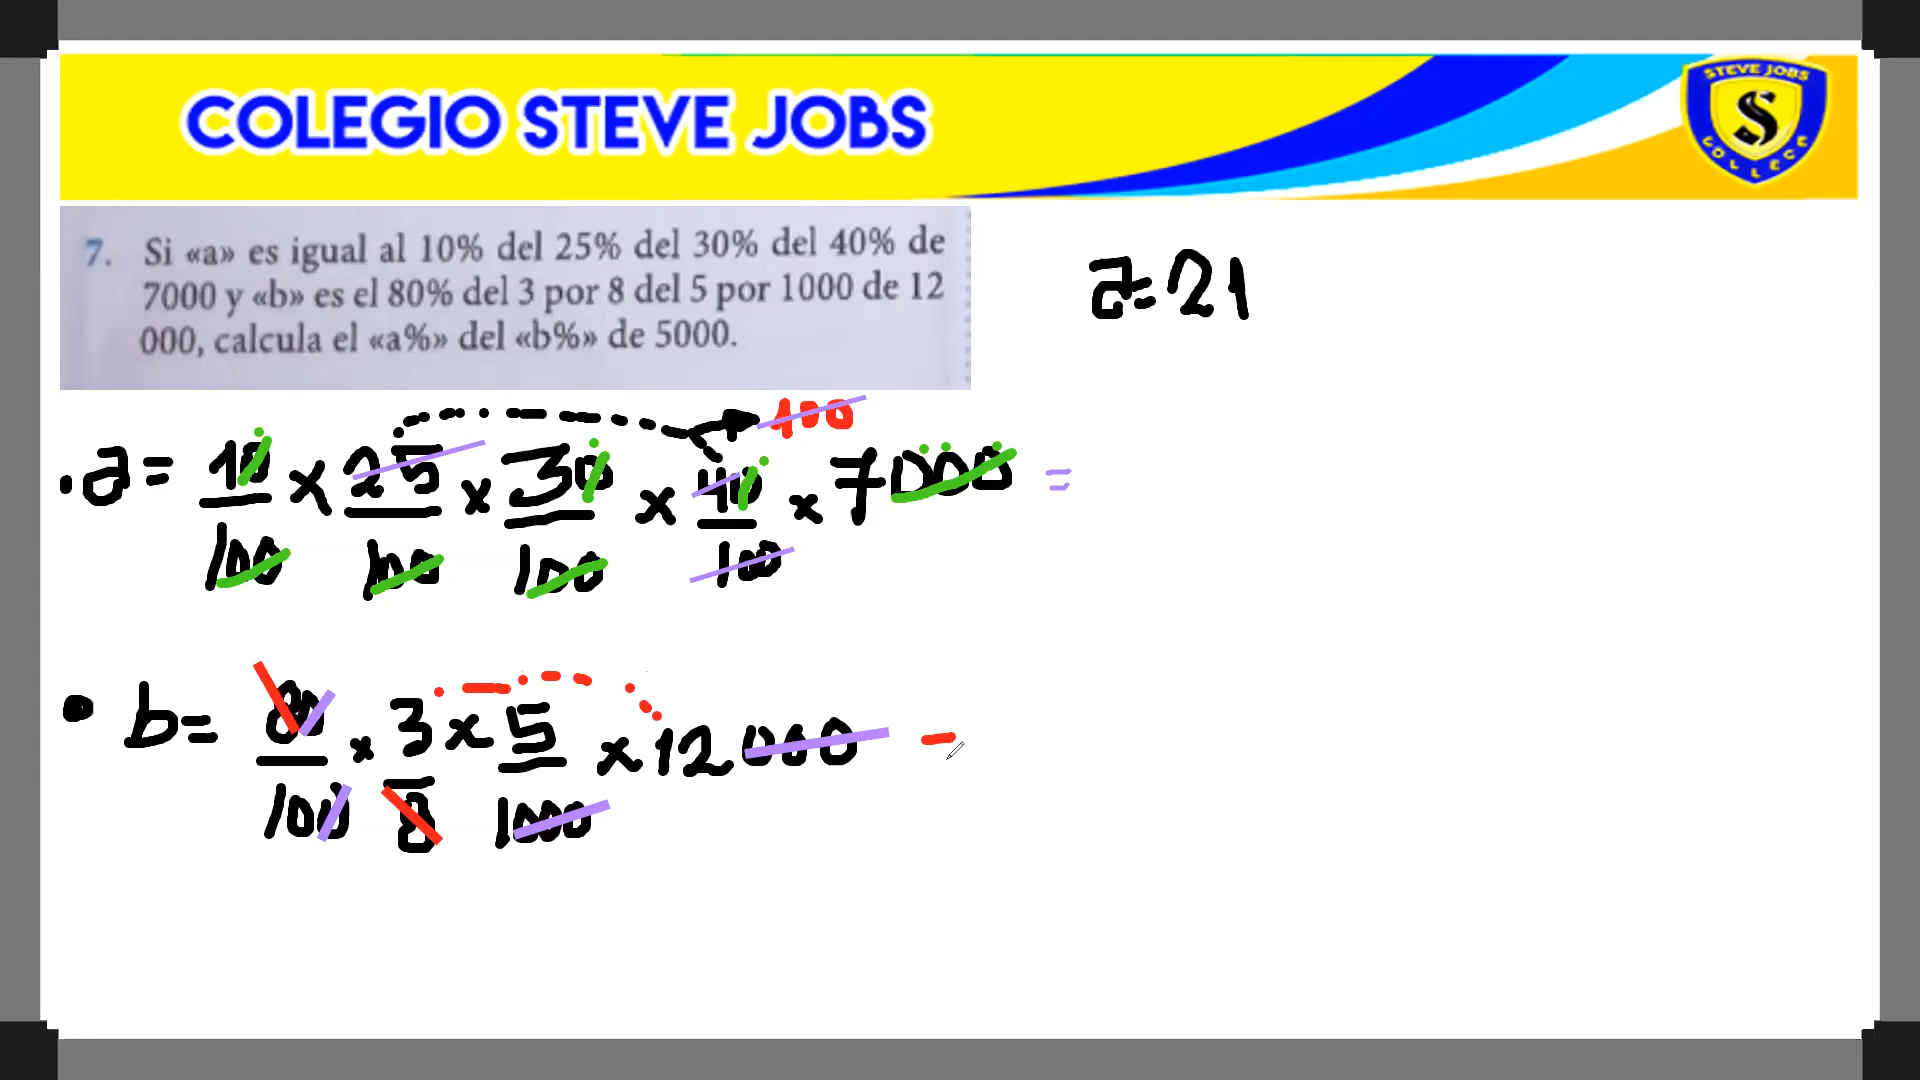 COLEGIO STEVE JOBS
STEVE JOBS
S
COLLEGE
7. Si «a» es igual al 10% del 25% del 30% del 40% de
7000 y «b» es el 80% del 3 por 8 del 5 por 1000 de 12
000, calcula el «a%» del «b%» de 5000.
a=21
100
.a= 10/100 x 25/100 x 30/100 x 40/100 x 7000 =
• b= 80/100 x 3/8 x 5/1000 x 12000 -